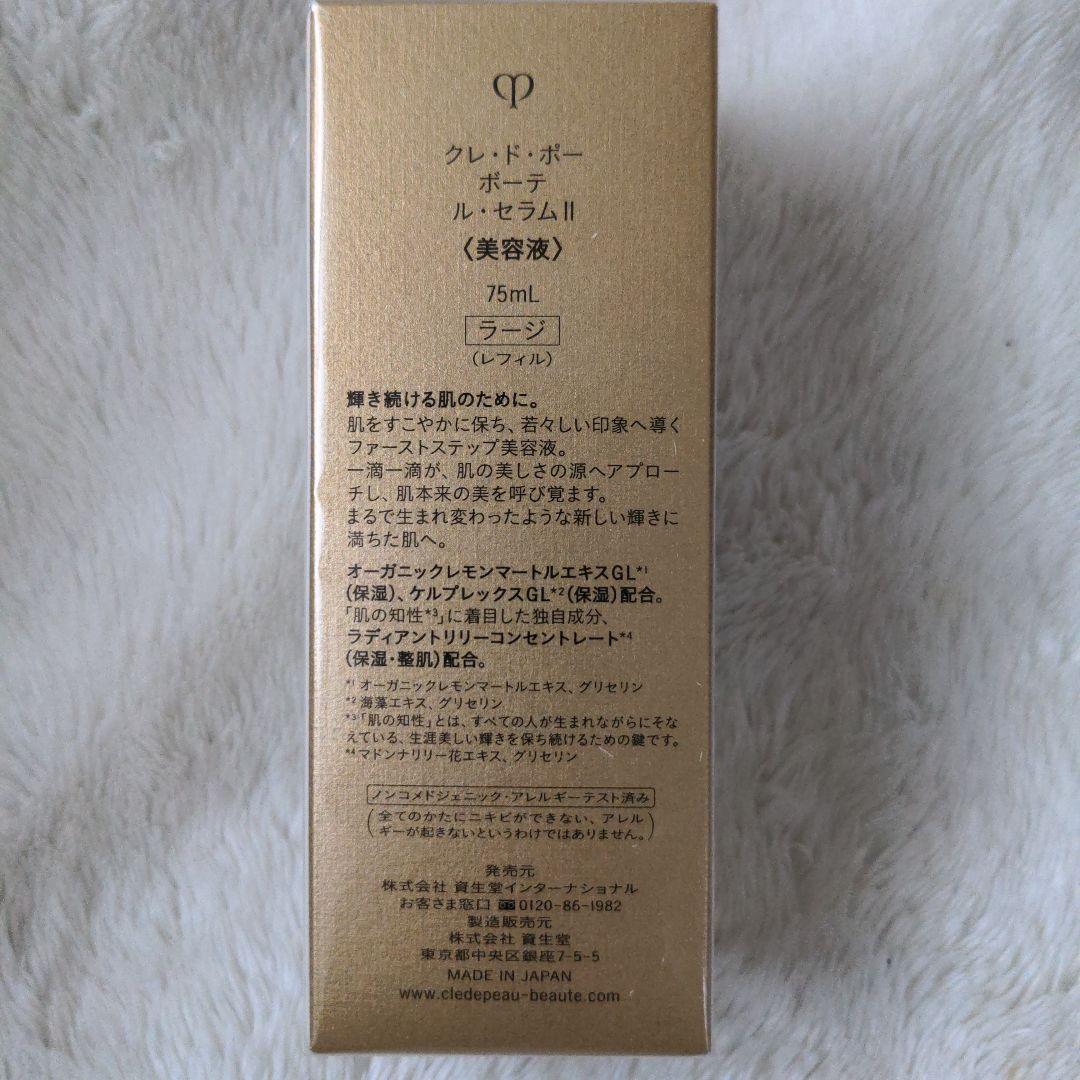 クレ・ド・ポー
ボーテ
ル・セラムⅡ
〈美容液〉
75mL
ラージ
(レフィル)
輝き続ける肌のために。
肌をすこやかに保ち、若々しい印象へ導く
ファーストステップ美容液。
一滴一滴が、肌の美しさの源へアプロー
チし、肌本来の美を呼び覚ます。
まるで生まれ変わったような新しい輝きに
満ちた肌へ。
オーガニックレモンマートルエキスGL*1
(保湿)、ケルプレックスGL*2(保湿)配合。
「肌の知性*3」に着目した独自成分、
ラディアントリリーコンセントレート*4
(保湿・整肌)配合。
*1 オーガニックレモンマートルエキス、グリセリン
*2 海藻エキス、グリセリン
*3「肌の知性」とは、すべての人が生まれながらにそな
えている、生涯美しい輝きを保ち続けるための鍵です。
*4 マドンナリリー花エキス、グリセリン
ノンコメドジェニック・アレルギーテスト済み
(全てのかたにニキビができない、アレル
ギーが起きないというわけではありません。)
発売元
株式会社 資生堂インターナショナル
お客さま窓口 0120-86-1982
製造販売元
株式会社 資生堂
東京都中央区銀座7-5-5
MADE IN JAPAN
www.cledepeau-beaute.com